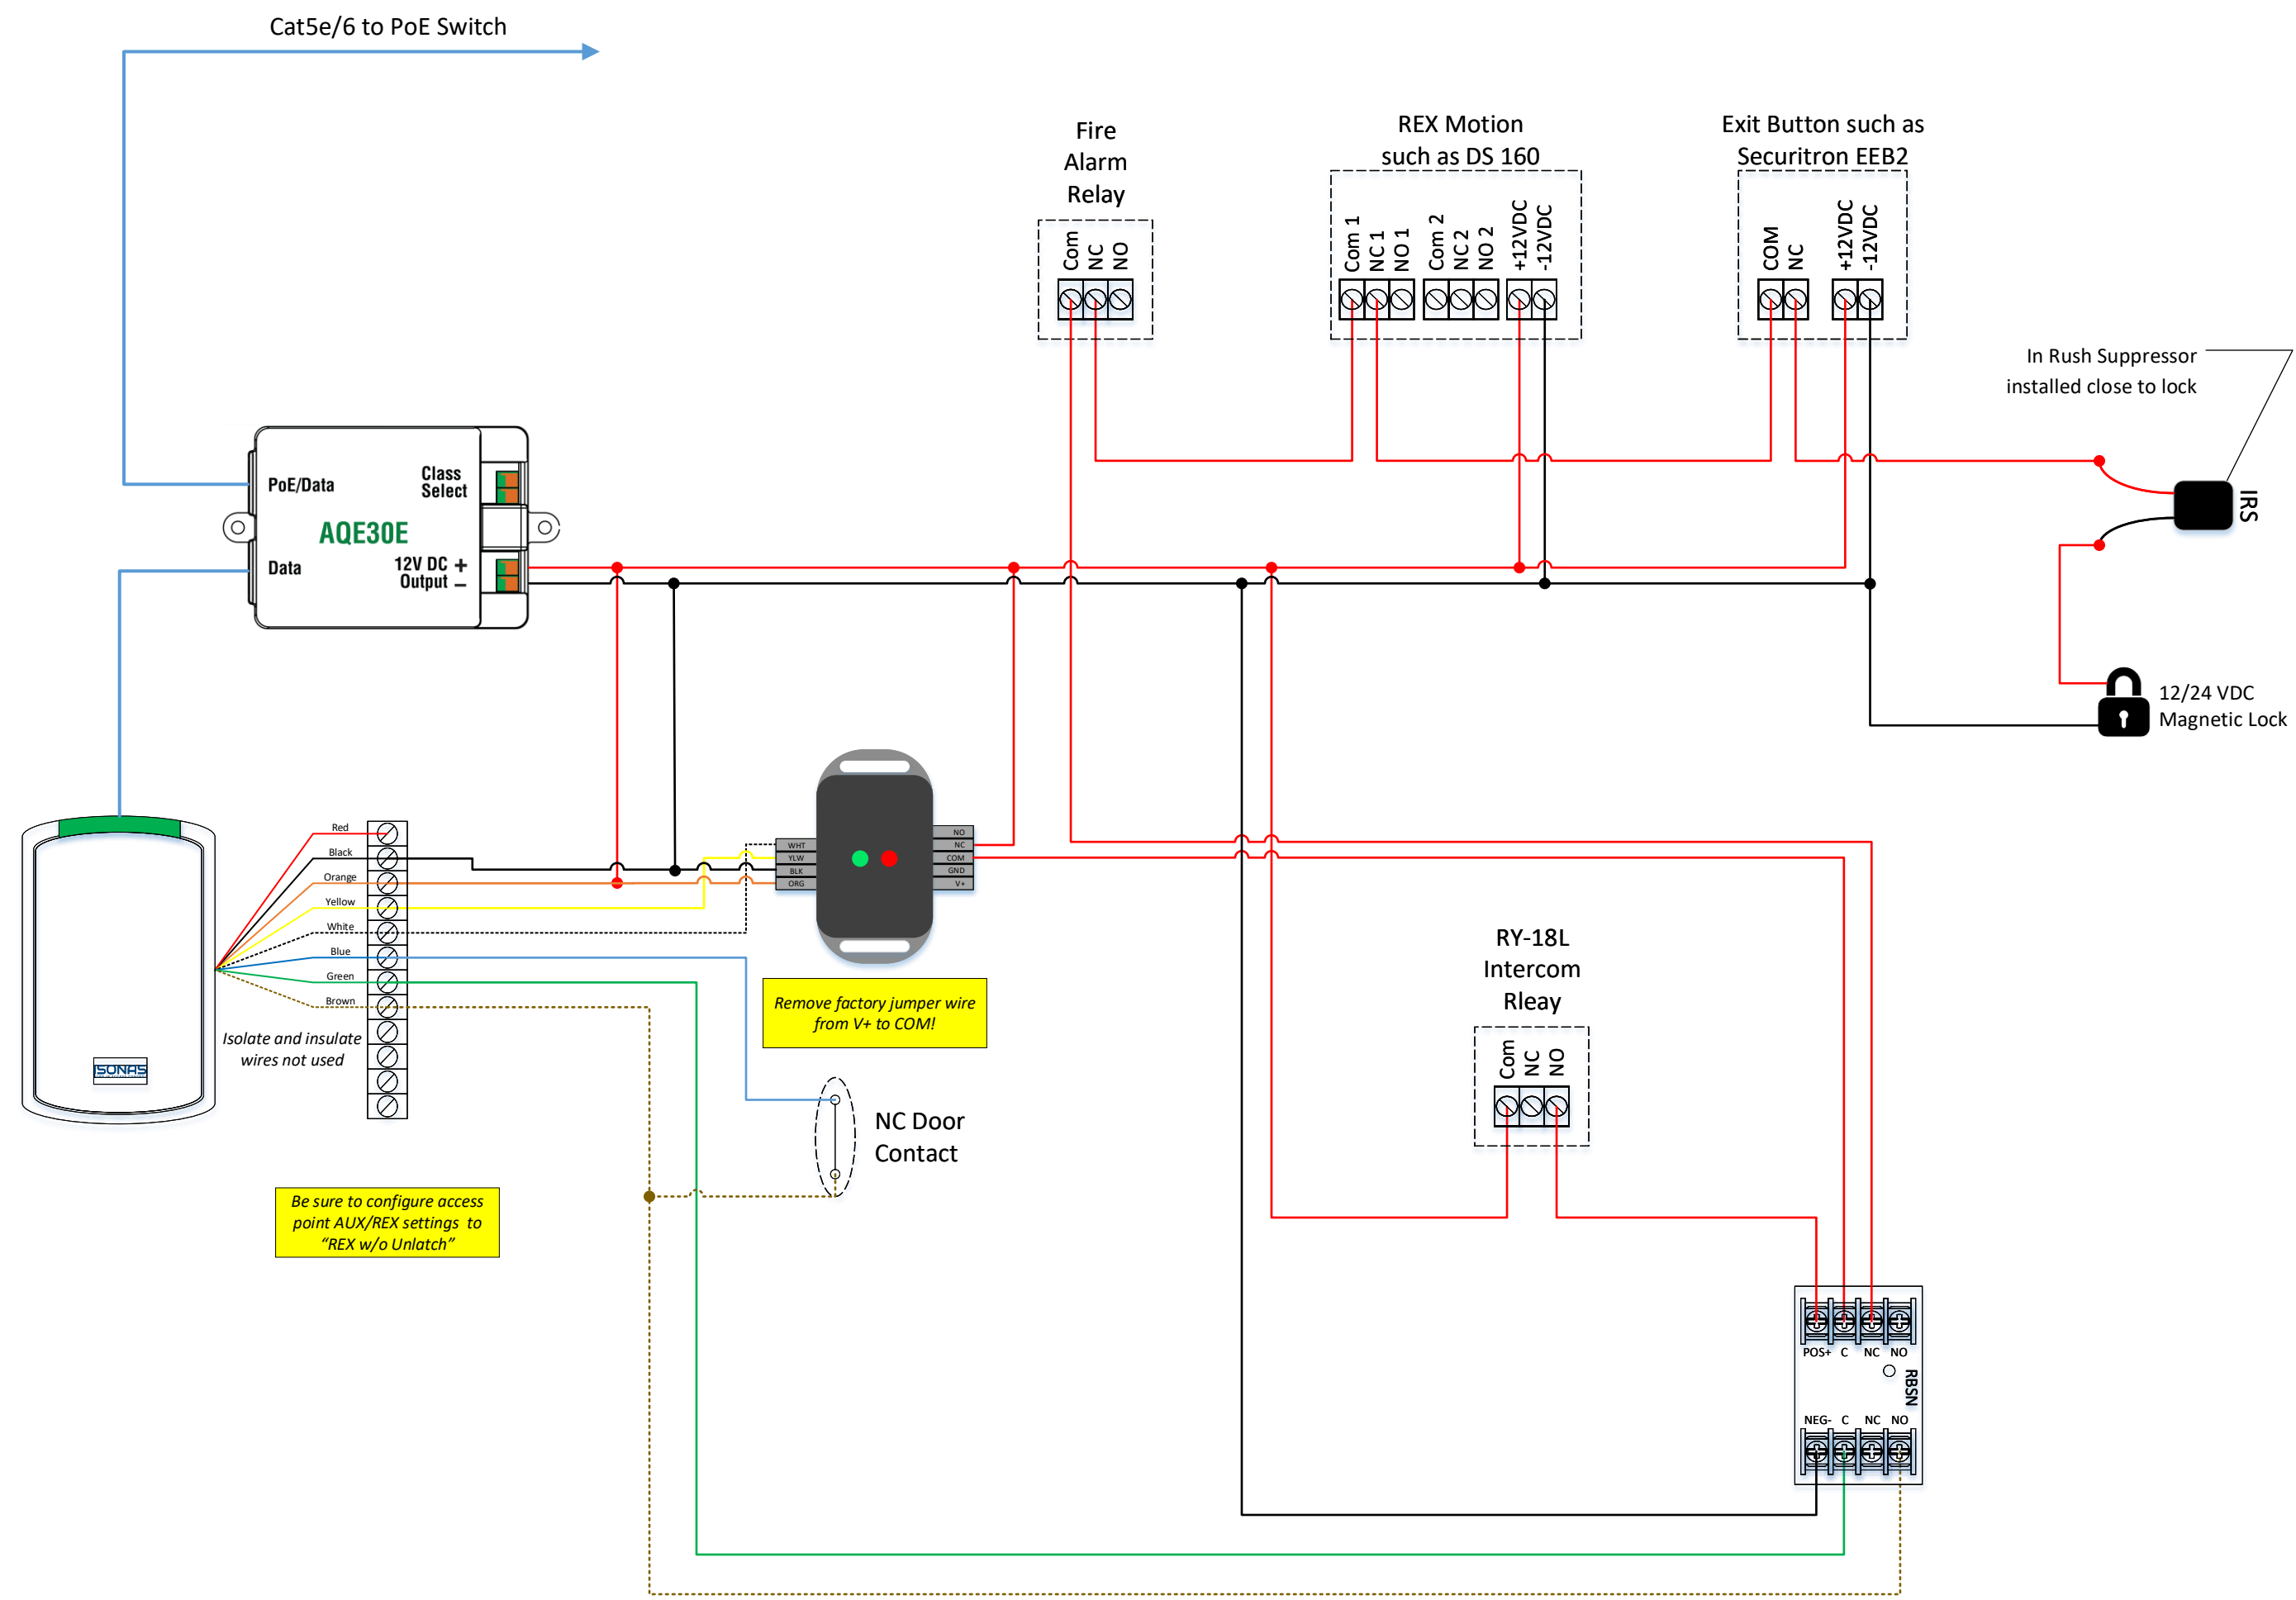 Cat5e/6 to PoE Switch
Fire
Alarm
Relay
Com
NC
NO
REX Motion
such as DS 160
Com 1
NC 1
NO 1
Com 2
NC 2
NO 2
+12VDC
-12VDC
Exit Button such as
Securitron EEB2
COM
NC
+12VDC
-12VDC
In Rush Suppressor
installed close to lock
IRS
12/24 VDC
Magnetic Lock
PoE/Data
Class
Select
AQE30E
Data
12V DC +
Output –
Red
Black
Orange
Yellow
White
Blue
Green
Brown
Isolate and insulate
wires not used
ISONAS
WHT
YLW
BLK
ORG
NO
NC
COM
GND
V+
Remove factory jumper wire
from V+ to COM!
NC Door
Contact
Be sure to configure access
point AUX/REX settings to
“REX w/o Unlatch”
RY-18L
Intercom
Rleay
Com
NC
NO
POS+ C NC NO
RBSN
NEG- C NC NO